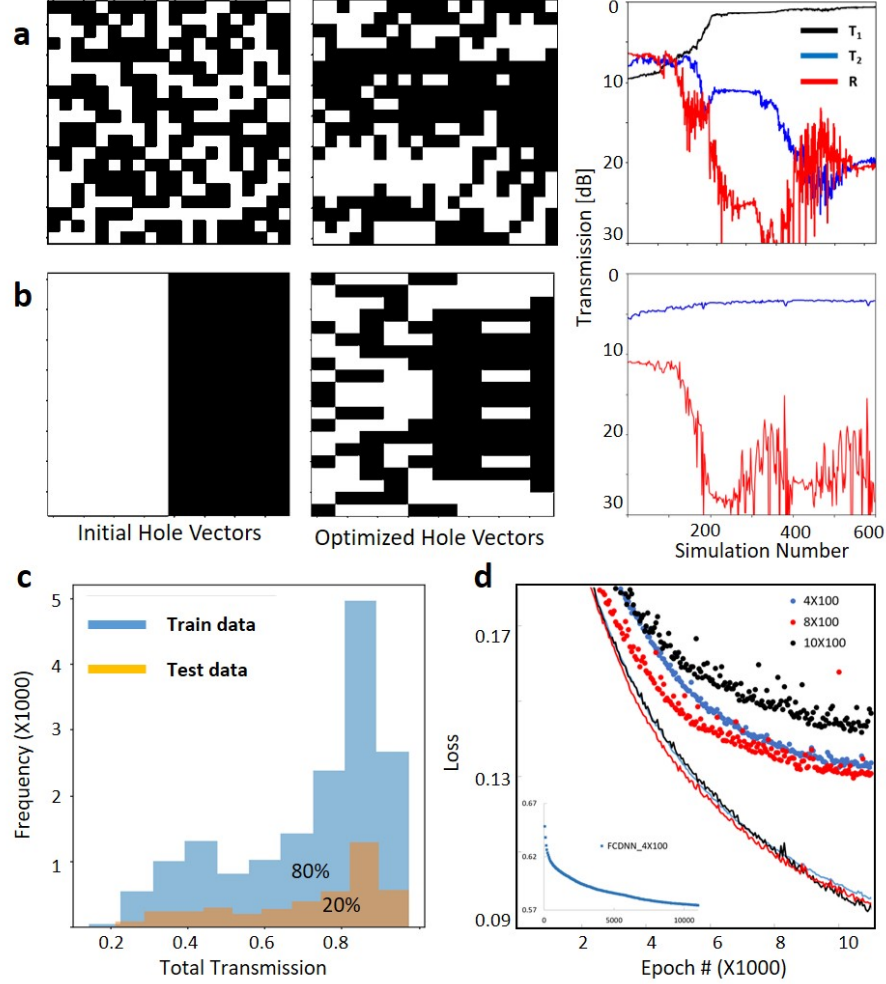 a
0
T1
T2
R
10
20
30
Transmission [dB]
b
0
10
20
30
200
400
600
Initial Hole Vectors
Optimized Hole Vectors
Simulation Number
c
5
4
3
2
1
Train data
Test data
80%
20%
0.2
0.4
0.6
0.8
Frequency (X1000)
Total Transmission
d
4X100
8X100
10X100
0.17
0.13
0.09
Loss
0.67
0.62
0.57
FCDNN_4X100
0
5000
10000
2
4
6
8
10
Epoch # (X1000)